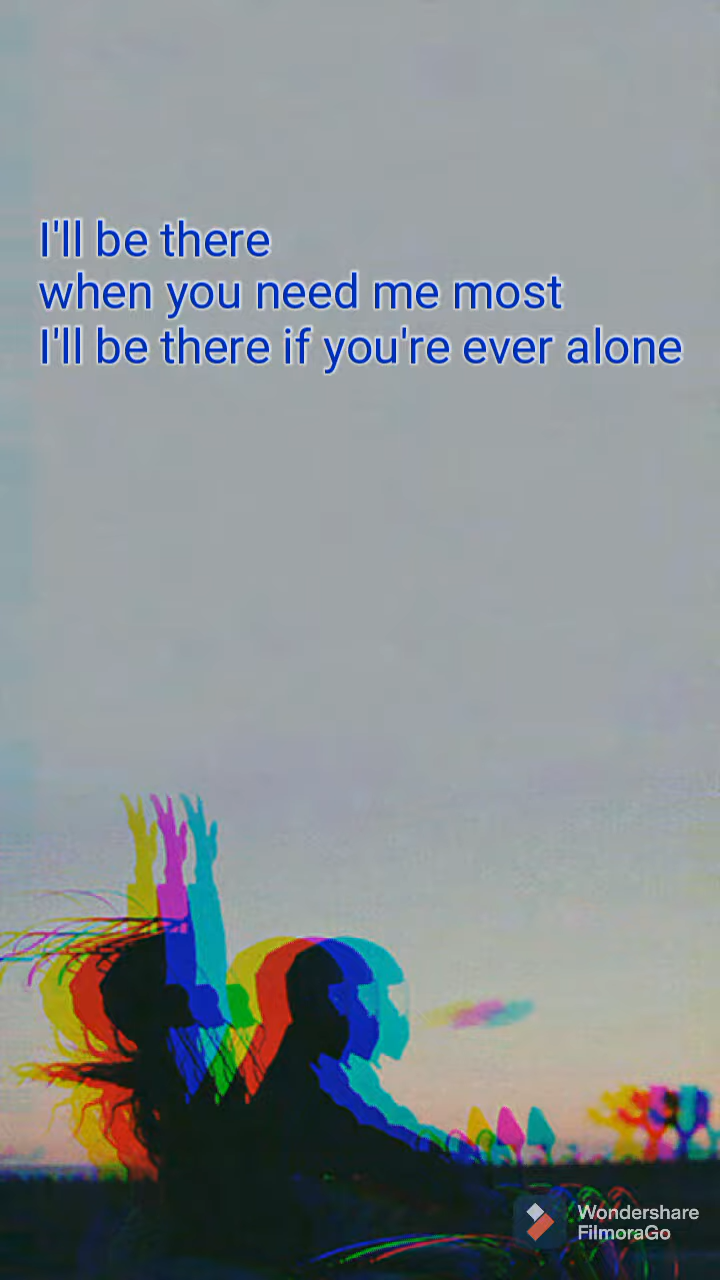 I'll be there
when you need me most
I'll be there if you're ever alone
Wondershare
FilmoraGo